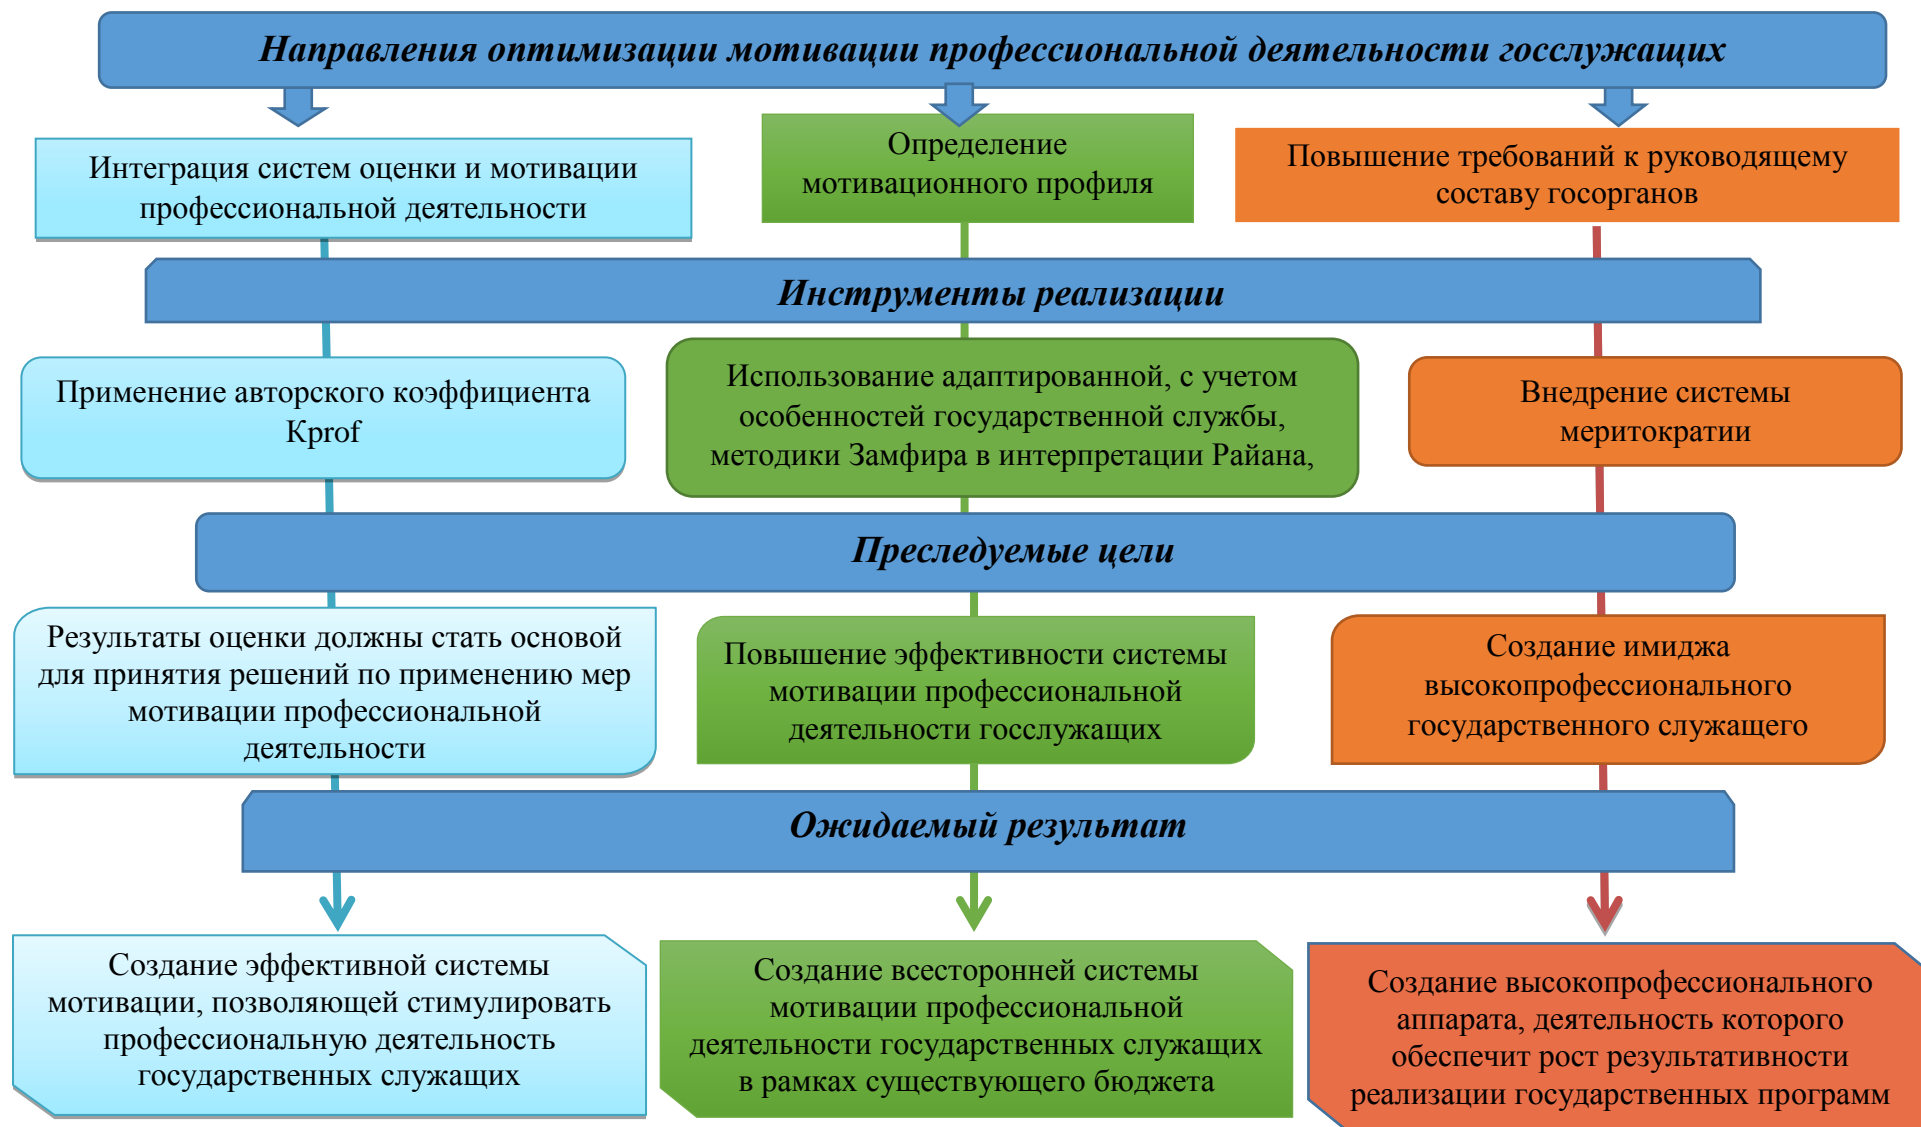 Направления оптимизации мотивации профессиональной деятельности госслужащих
Интеграция систем оценки и мотивации
профессиональной деятельности
Определение
мотивационного профиля
Повышение требований к руководящему
составу госорганов
Инструменты реализации
Применение авторского коэффициента
Kprof
Использование адаптированной, с учетом
особенностей государственной службы,
методики Замфира в интерпретации Райана,
Внедрение системы
меритократии
Преследуемые цели
Результаты оценки должны стать основой
для принятия решений по применению мер
мотивации профессиональной
деятельности
Повышение эффективности системы
мотивации профессиональной
деятельности госслужащих
Создание имиджа
высокопрофессионального
государственного служащего
Ожидаемый результат
Создание эффективной системы
мотивации, позволяющей стимулировать
профессиональную деятельность
государственных служащих
Создание всесторонней системы
мотивации профессиональной
деятельности государственных служащих
в рамках существующего бюджета
Создание высокопрофессионального
аппарата, деятельность которого
обеспечит рост результативности
реализации государственных программ